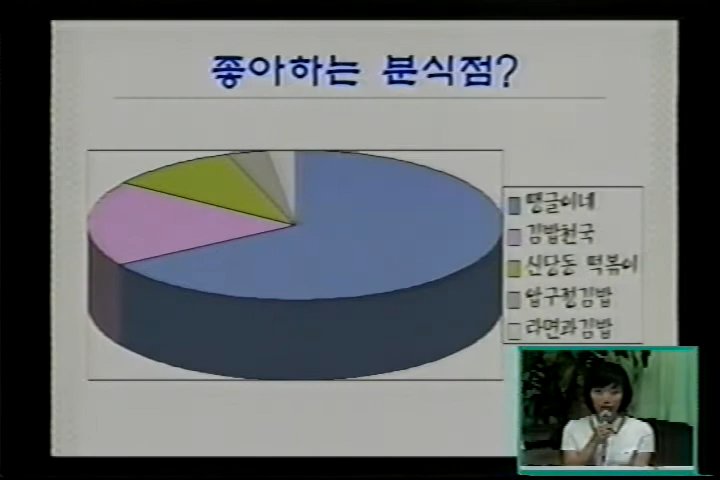 좋아하는 분식점?
땡글이네
김밥천국
신당동 떡볶이
압구정김밥
라면과김밥